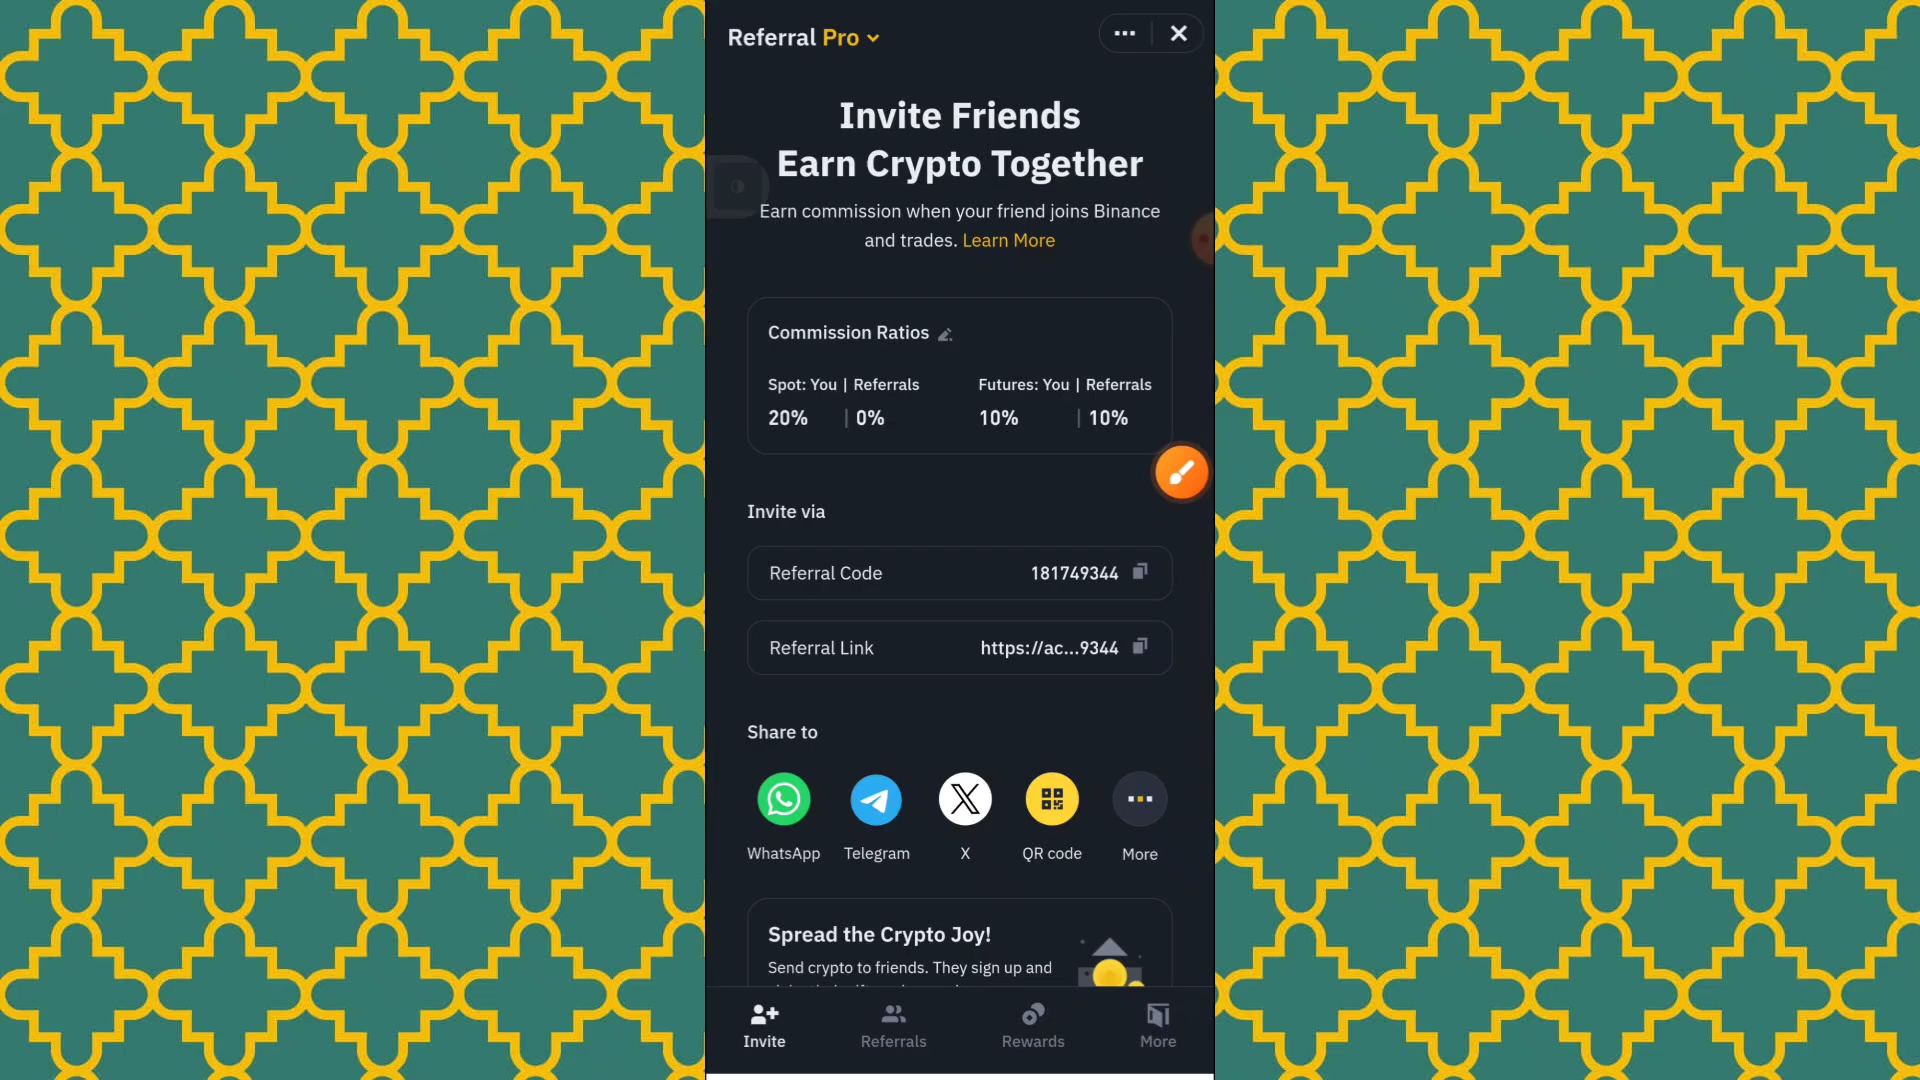 Referral Pro
Invite Friends
Earn Crypto Together
Earn commission when your friend joins Binance
and trades. Learn More
Commission Ratios
Spot: You | Referrals
Futures: You | Referrals
20% | 0%
10% | 10%
Invite via
Referral Code 181749344
Referral Link https://ac...9344
Share to
WhatsApp
Telegram
X
QR code
More
Spread the Crypto Joy!
Send crypto to friends. They sign up and
Invite
Referrals
Rewards
More